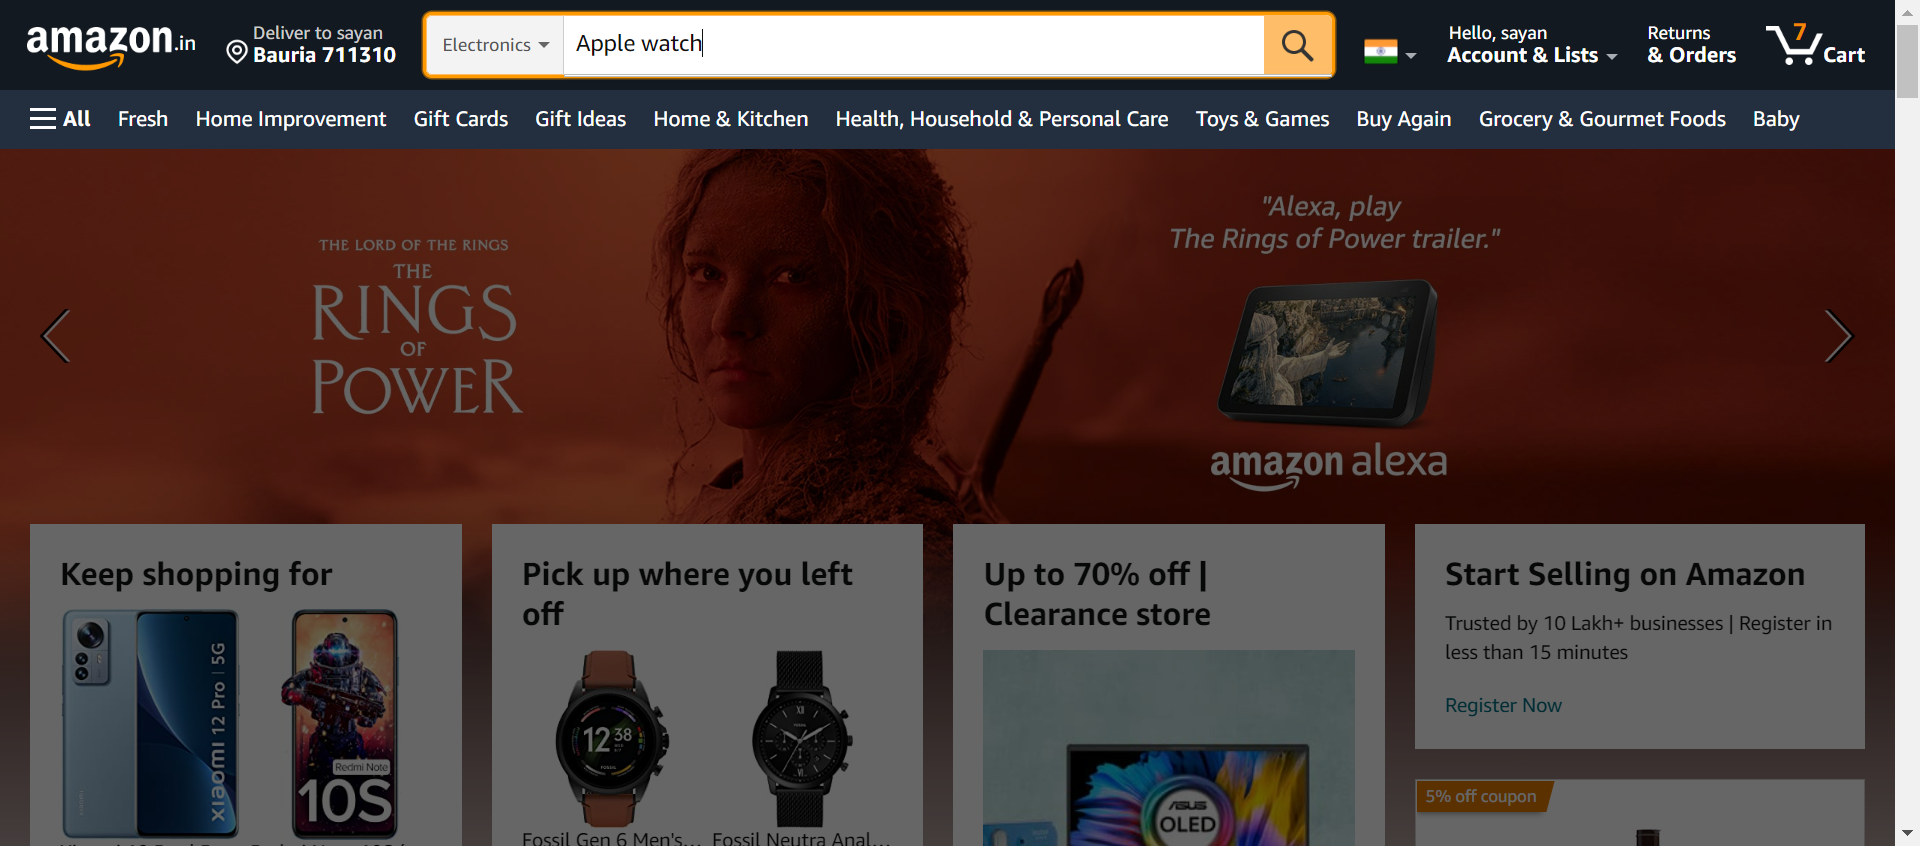 amazon.in
Deliver to sayan
Bauria 711310
Electronics
Apple watch
Hello, sayan
Account & Lists
Returns
& Orders
7
Cart
All
Fresh
Home Improvement
Gift Cards
Gift Ideas
Home & Kitchen
Health, Household & Personal Care
Toys & Games
Buy Again
Grocery & Gourmet Foods
Baby
THE LORD OF THE RINGS
THE
RINGS
OF
POWER
"Alexa, play
The Rings of Power trailer."
amazon alexa
Keep shopping for
xiaomi 12 Pro | 5G
Redmi Note
10S
Pick up where you left
off
12 38
FOSSIL
Fossil Gen 6 Men's...
Fossil Neutra Anal...
Up to 70% off |
Clearance store
ASUS
OLED
Start Selling on Amazon
Trusted by 10 Lakh+ businesses | Register in
less than 15 minutes
Register Now
5% off coupon